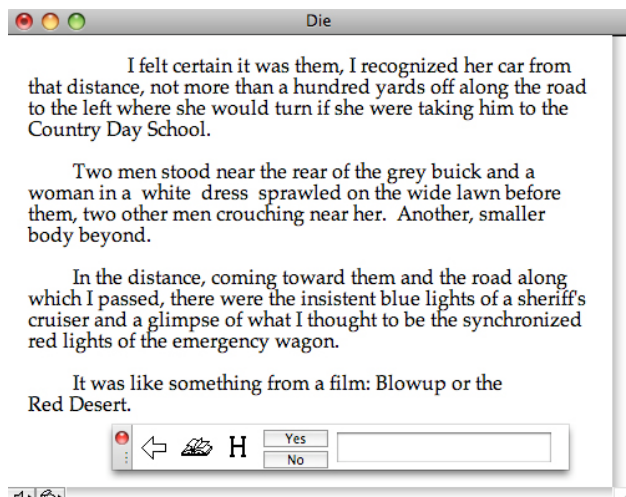 Die
I felt certain it was them, I recognized her car from
that distance, not more than a hundred yards off along the road
to the left where she would turn if she were taking him to the
Country Day School.
Two men stood near the rear of the grey buick and a
woman in a  white  dress  sprawled on the wide lawn before
them, two other men crouching near her.  Another, smaller
body beyond.
In the distance, coming toward them and the road along
which I passed, there were the insistent blue lights of a sheriff's
cruiser and a glimpse of what I thought to be the synchronized
red lights of the emergency wagon.
It was like something from a film: Blowup or the
Red Desert.
H
Yes
No